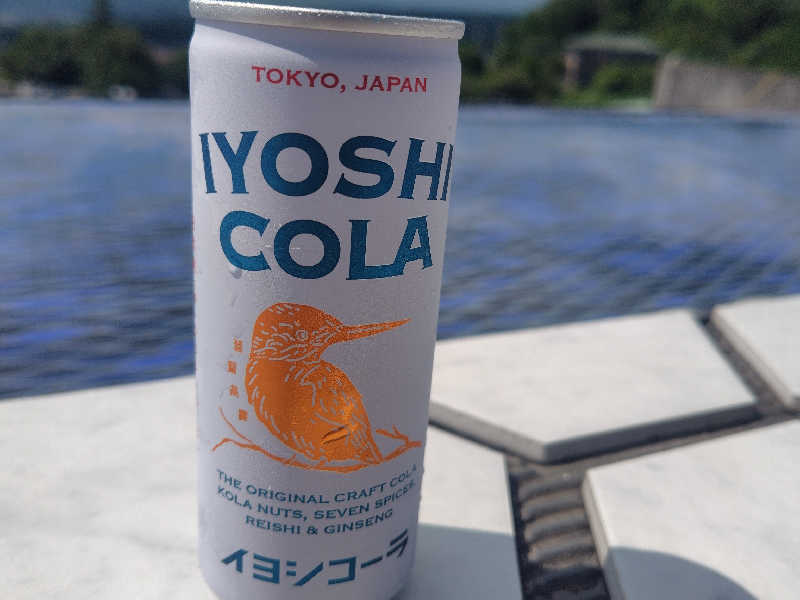 TOKYO, JAPAN
IYOSHI
COLA
THE ORIGINAL CRAFT COLA
KOLA NUTS, SEVEN SPICES,
REISHI & GINSENG
イヨシコーラ